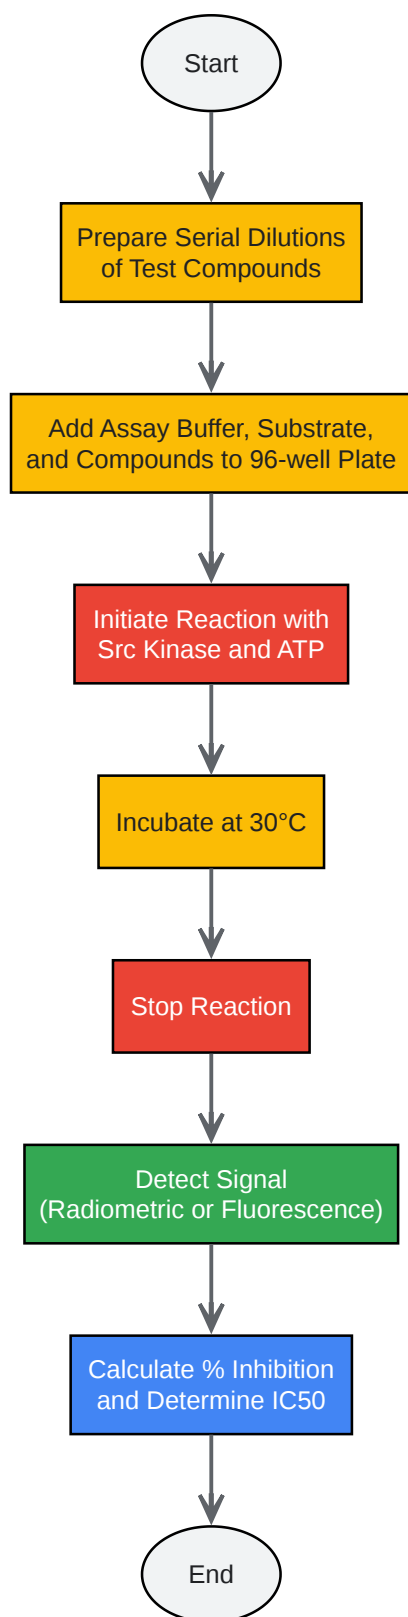 Start
Prepare Serial Dilutions
of Test Compounds
Add Assay Buffer, Substrate,
and Compounds to 96-well Plate
Initiate Reaction with
Src Kinase and ATP
Incubate at 30°C
Stop Reaction
Detect Signal
(Radiometric or Fluorescence)
Calculate % Inhibition
and Determine IC50
End